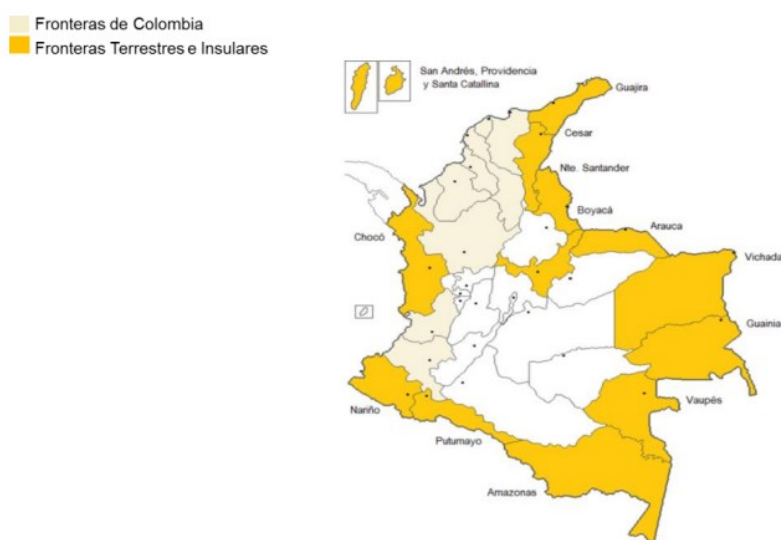 Fronteras de Colombia
Fronteras Terrestres e Insulares
San Andrés, Providencia
y Santa Catallina
Guajira
Cesar
Nte. Santander
Boyacá
Arauca
Chocó
Vichada
Guainia
Vaupés
Nariño
Putumayo
Amazonas